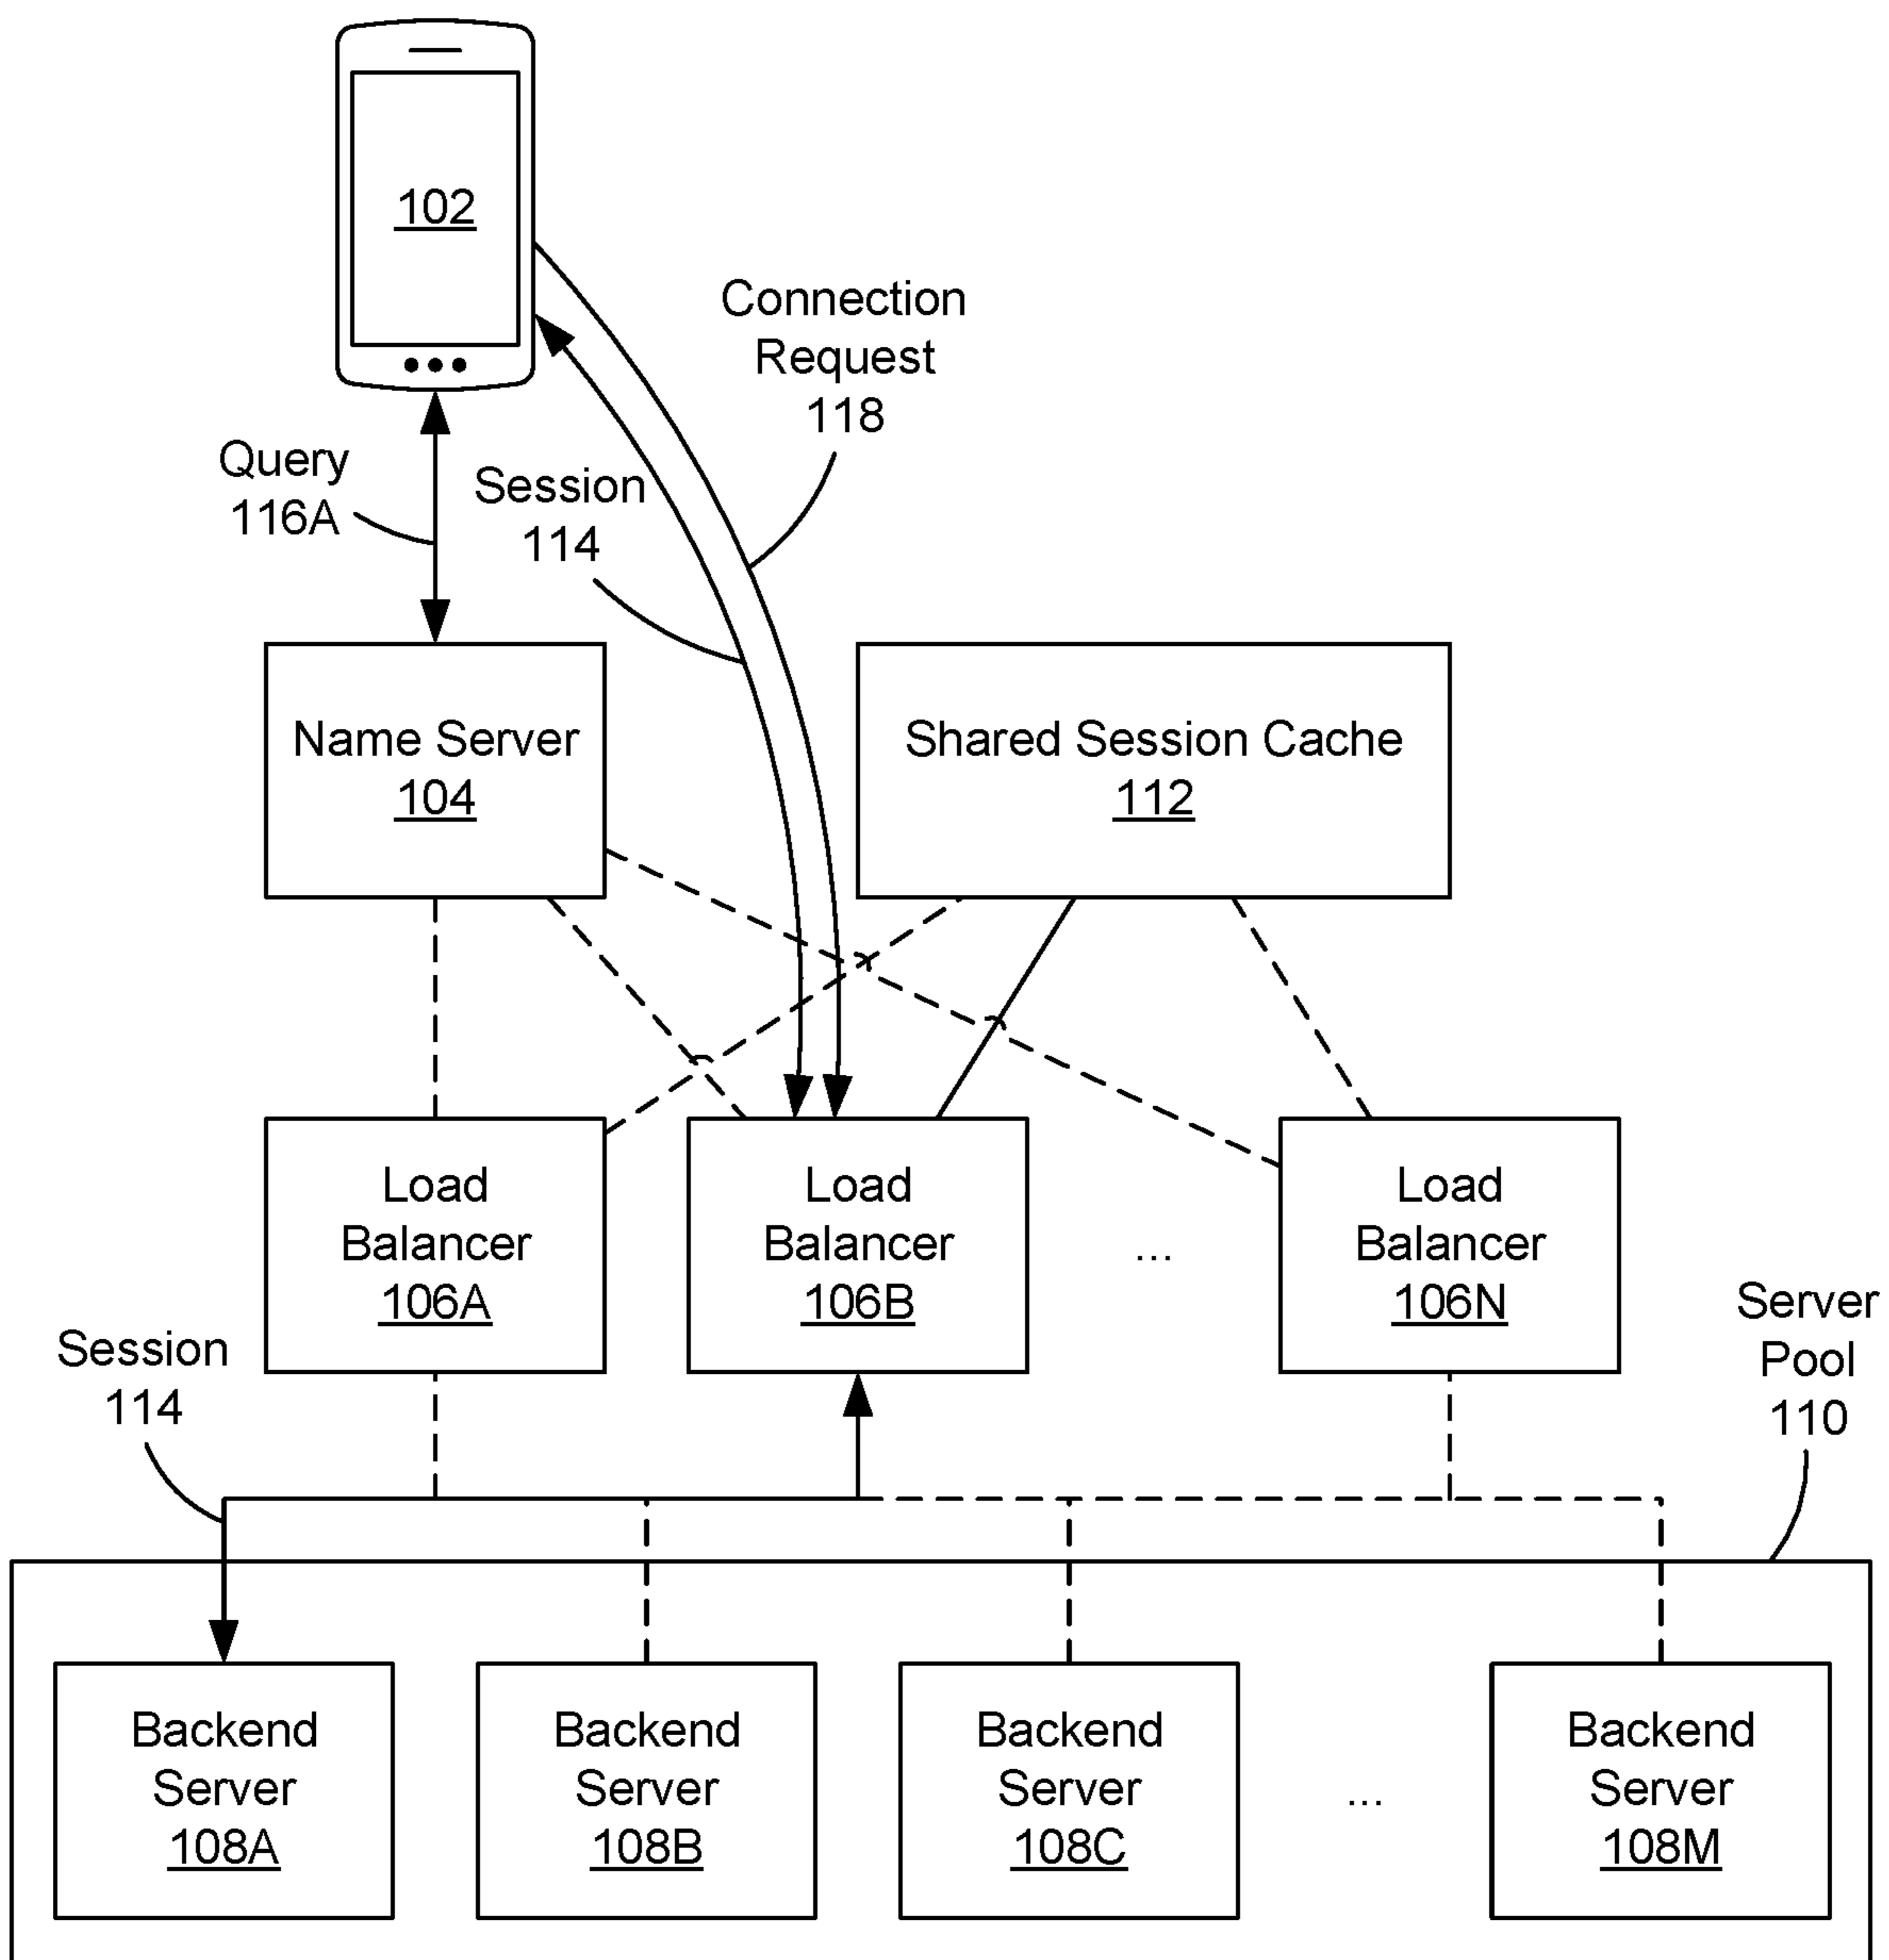 102
Connection
Request
118
Query
116A
Session
114
Name Server
104
Shared Session Cache
112
Load
Balancer
106A
Load
Balancer
106B
...
Load
Balancer
106N
Server
Pool
110
Session
114
Backend
Server
108A
Backend
Server
108B
Backend
Server
108C
...
Backend
Server
108M